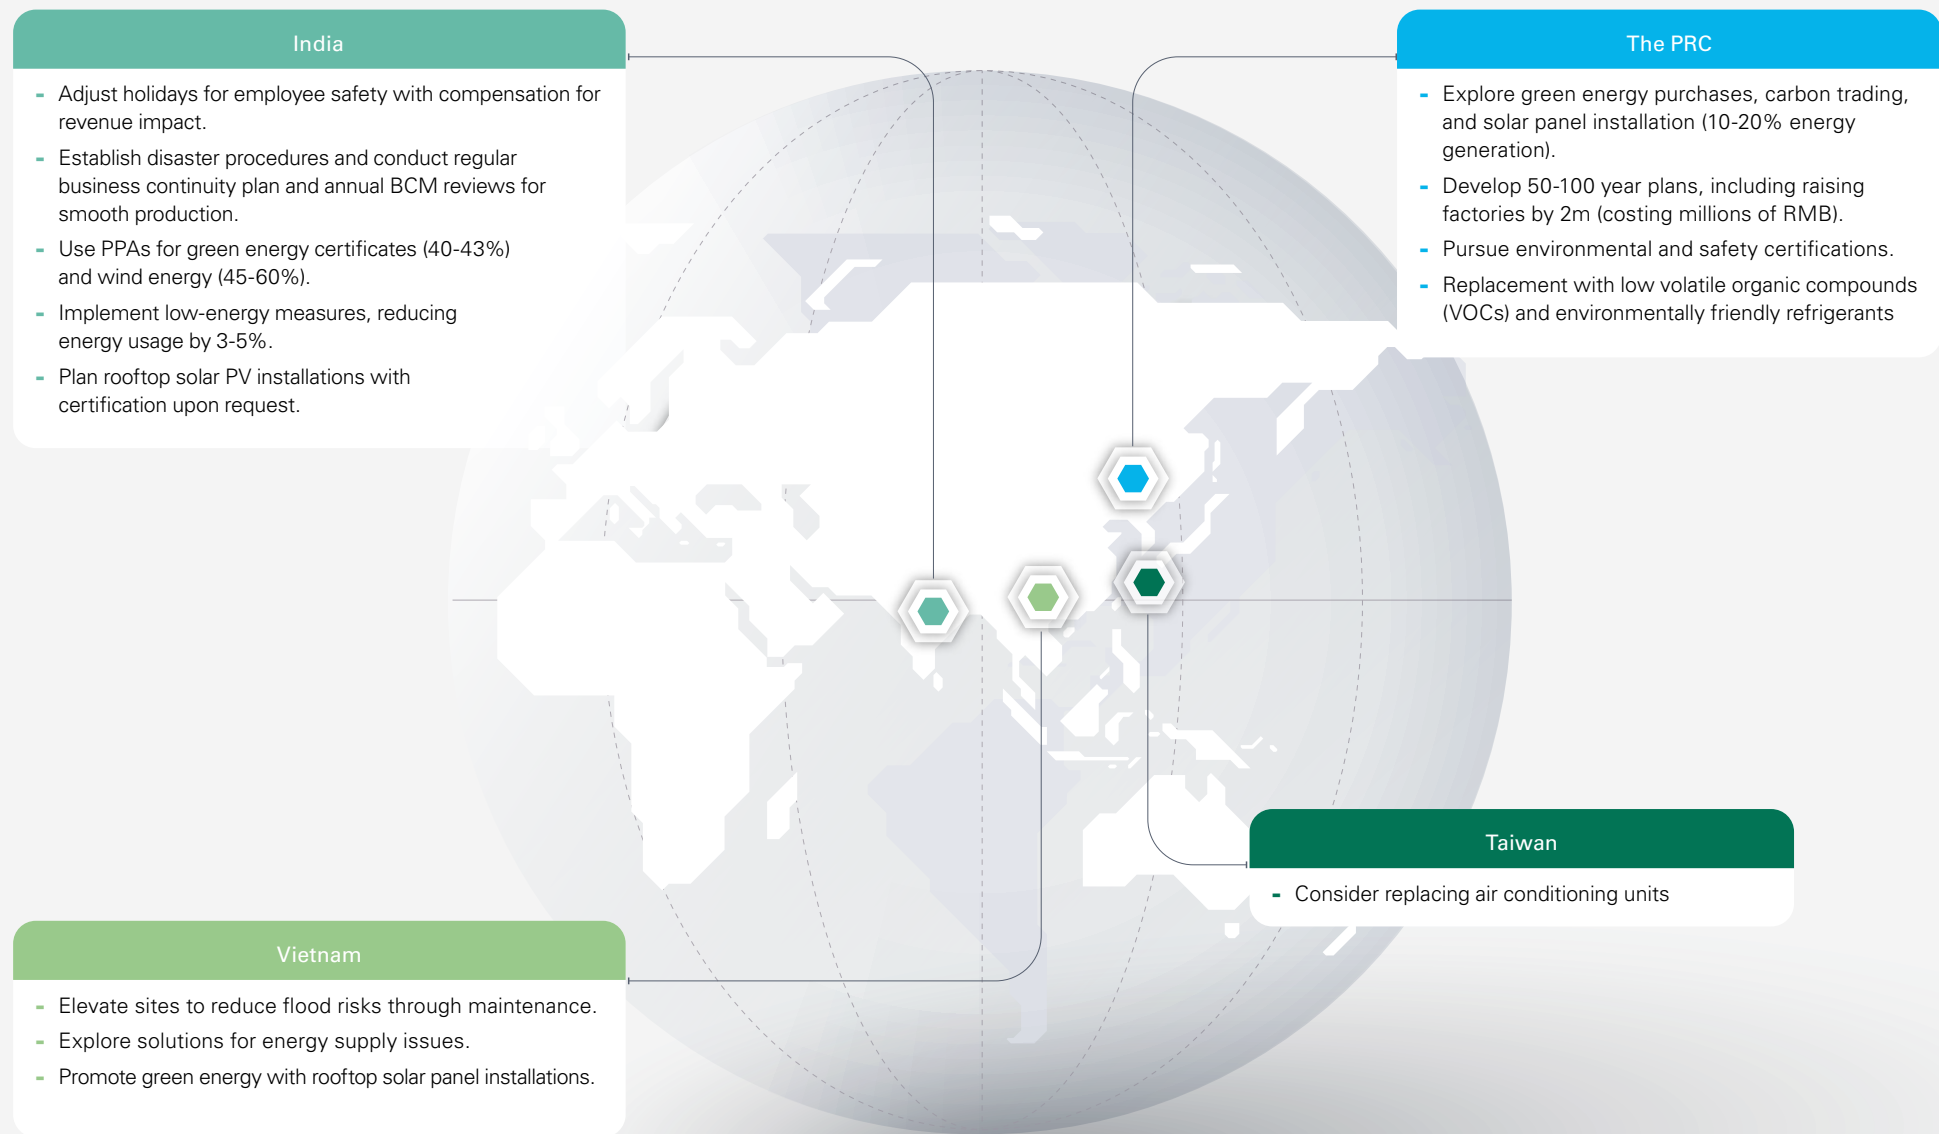 India
- Adjust holidays for employee safety with compensation for
revenue impact.
- Establish disaster procedures and conduct regular
business continuity plan and annual BCM reviews for
smooth production.
- Use PPAs for green energy certificates (40-43%)
and wind energy (45-60%).
- Implement low-energy measures, reducing
energy usage by 3-5%.
- Plan rooftop solar PV installations with
certification upon request.
The PRC
- Explore green energy purchases, carbon trading,
and solar panel installation (10-20% energy
generation).
- Develop 50-100 year plans, including raising
factories by 2m (costing millions of RMB).
- Pursue environmental and safety certifications.
- Replacement with low volatile organic compounds
(VOCs) and environmentally friendly refrigerants
Taiwan
- Consider replacing air conditioning units
Vietnam
- Elevate sites to reduce flood risks through maintenance.
- Explore solutions for energy supply issues.
- Promote green energy with rooftop solar panel installations.